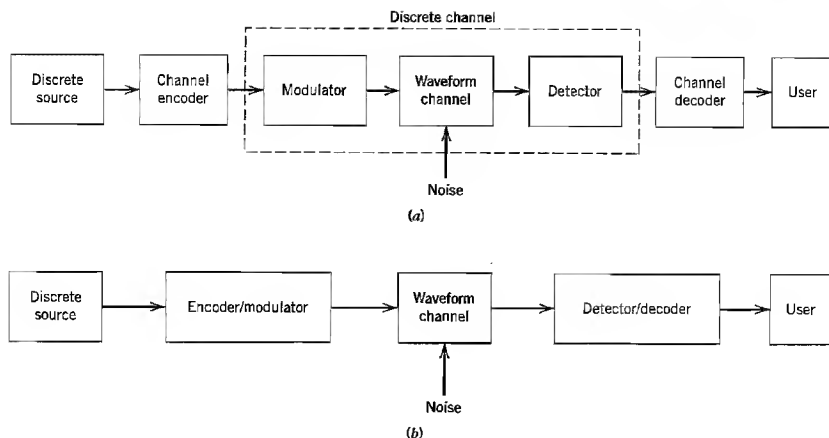 Discrete channel
Discrete
source
Channel
encoder
Modulator
Waveform
channel
Detector
Channel
decoder
User
Noise
(a)
Discrete
source
Encoder/modulator
Waveform
channel
Detector/decoder
User
Noise
(b)